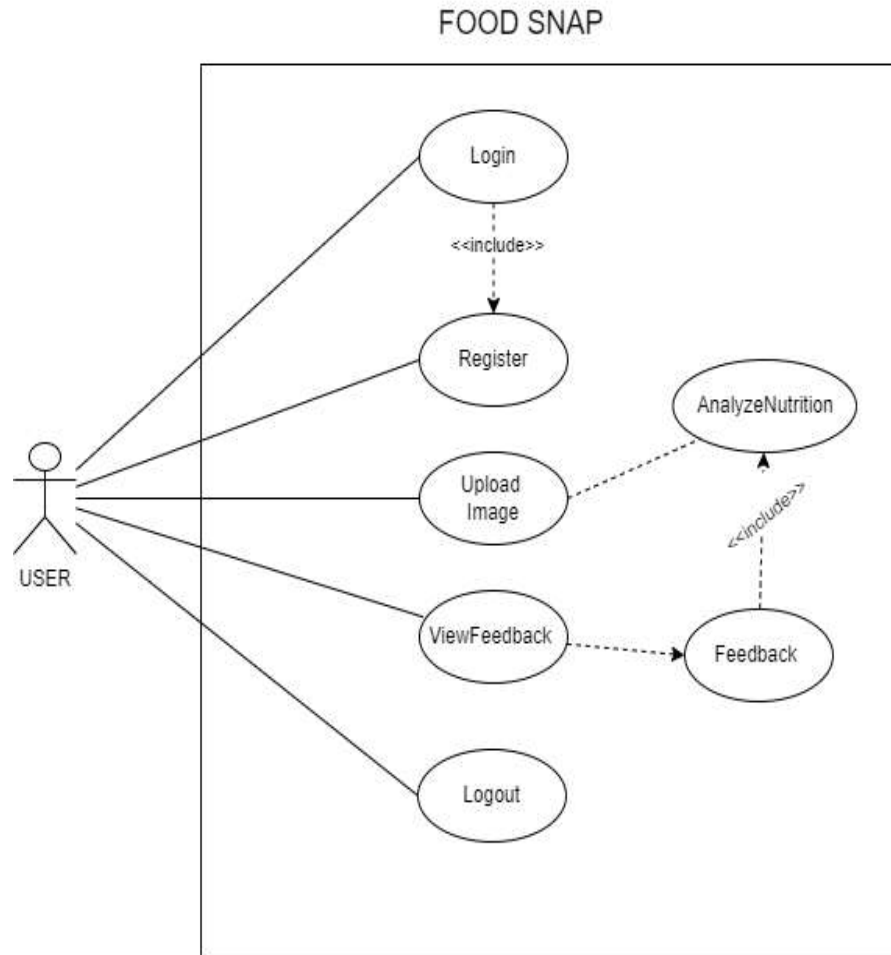 FOOD SNAP
Login
<<include>>
Register
AnalyzeNutrition
Upload
Image
<<include>>
USER
ViewFeedback
Feedback
Logout